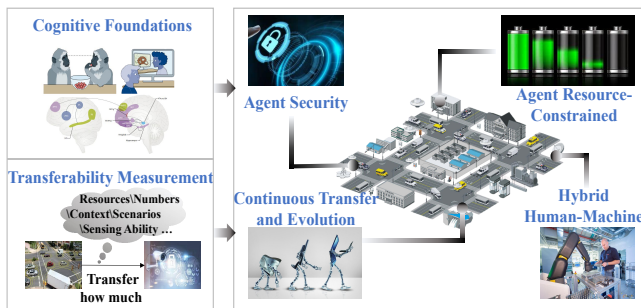 Cognitive Foundations
Transferability Measurement
Resources\Numbers
\Context\Scenarios
\Sensing Ability …
Transfer
how much
Agent Security
Agent Resource-
Constrained
Continuous Transfer
and Evolution
Hybrid
Human-Machine